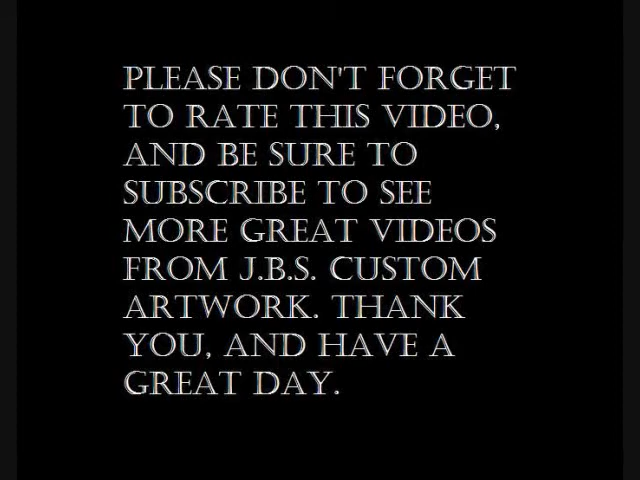 PLEASE DON'T FORGET
TO RATE THIS VIDEO,
AND BE SURE TO
SUBSCRIBE TO SEE
MORE GREAT VIDEOS
FROM J.B.S. CUSTOM
ARTWORK. THANK
YOU, AND HAVE A
GREAT DAY.